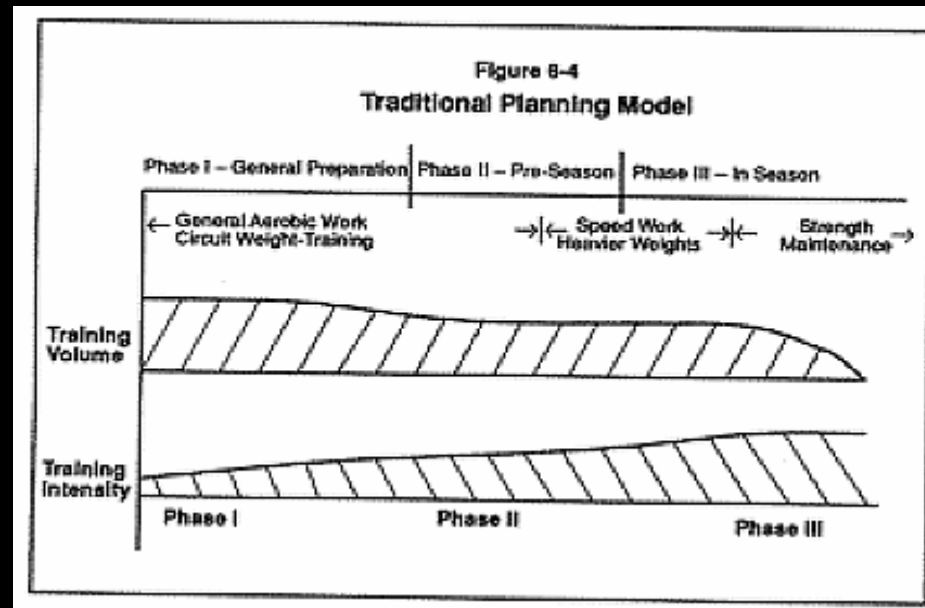 Figure 8-4
Traditional Planning Model
Phase I – General Preparation
Phase II – Pre-Season
Phase III – In Season
General Aerobic Work
Circuit Weight-Training
Speed Work
Heavier Weights
Strength
Maintenance
Training
Volume
Training
Intensity
Phase I
Phase II
Phase III